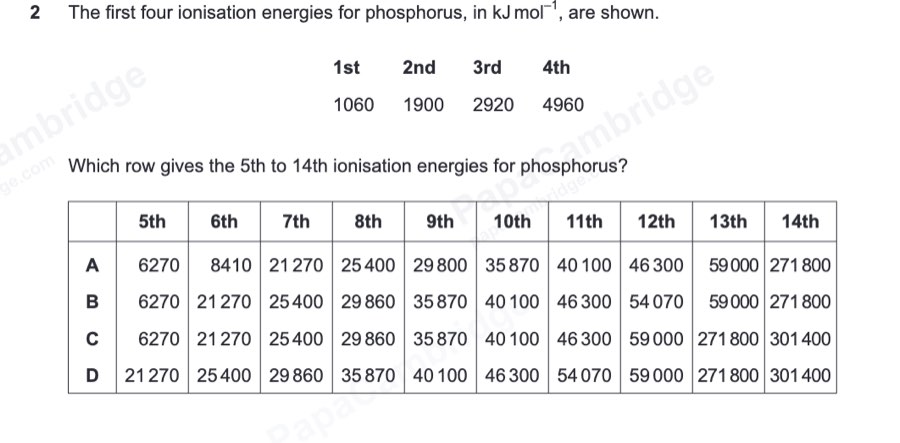 2 The first four ionisation energies for phosphorus, in kJ mol⁻¹, are shown.
1st 2nd 3rd 4th
1060 1900 2920 4960
Which row gives the 5th to 14th ionisation energies for phosphorus?
5th 6th 7th 8th 9th 10th 11th 12th 13th 14th
A 6270 8410 21270 25400 29800 35870 40100 46300 59000 271800
B 6270 21270 25400 29860 35870 40100 46300 54070 59000 271800
C 6270 21270 25400 29860 35870 40100 46300 59000 271800 301400
D 21270 25400 29860 35870 40100 46300 54070 59000 271800 301400
ambridge
ge.com
PapaCambridge